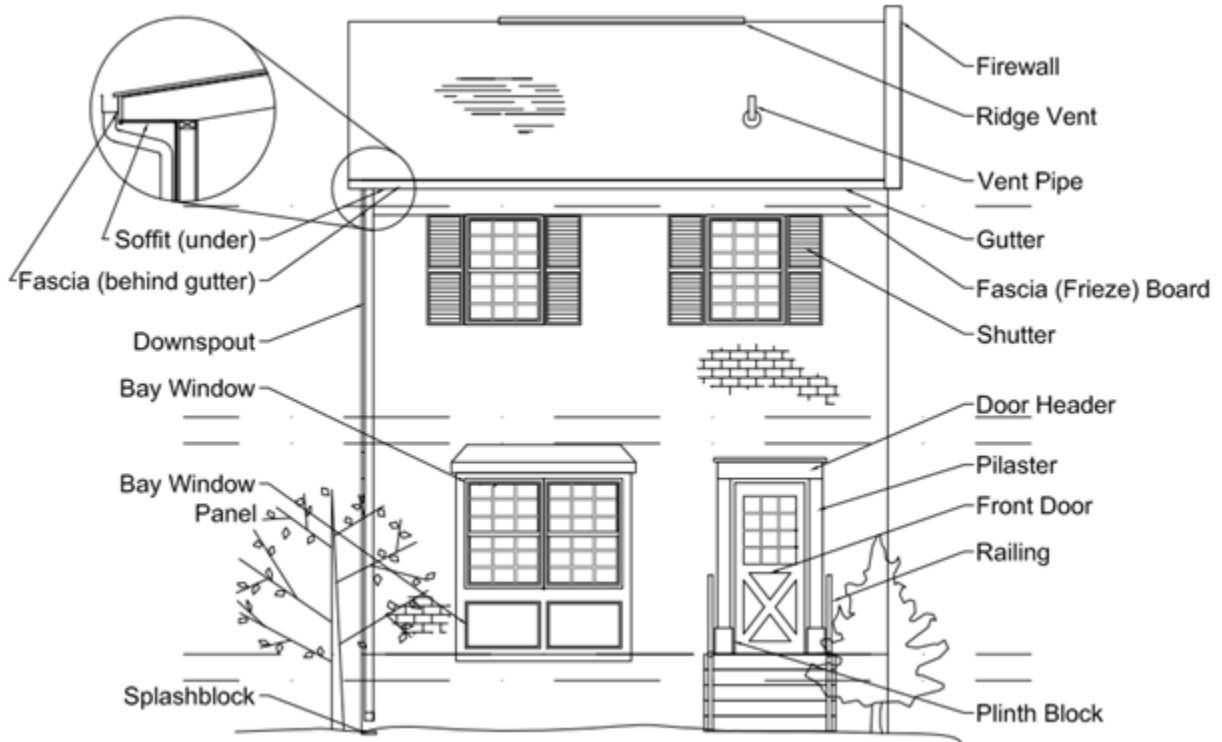 Firewall
Ridge Vent
Vent Pipe
Soffit (under)
Gutter
Fascia (behind gutter)
Fascia (Frieze) Board
Downspout
Shutter
Bay Window
Door Header
Pilaster
Bay Window
Panel
Front Door
Railing
Splashblock
Plinth Block